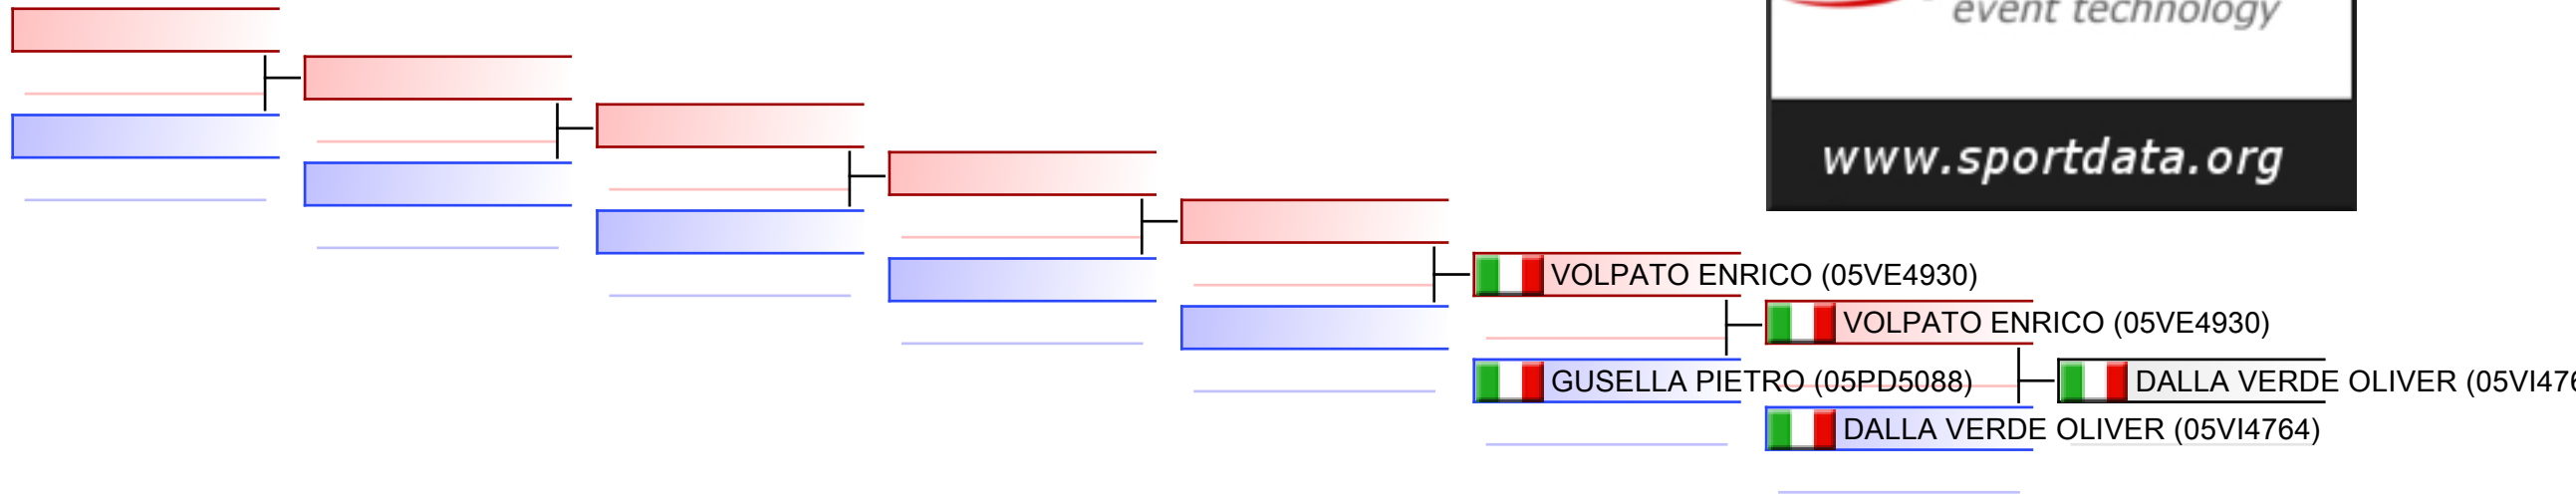 event technology
www.sportdata.org
VOLPATO ENRICO (05VE4930)
VOLPATO ENRICO (05VE4930)
GUSELLA PIETRO (05PD5088)
DALLA VERDE OLIVER (05VI476
DALLA VERDE OLIVER (05VI4764)